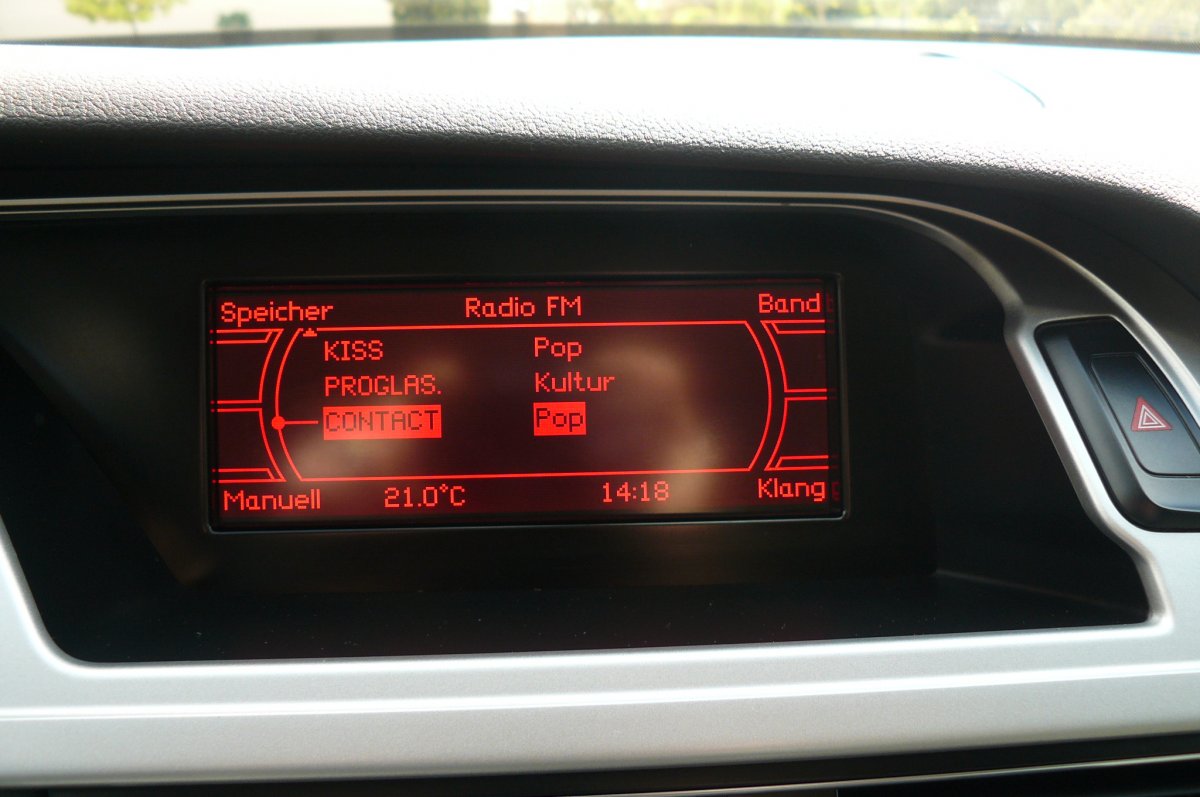 Speicher Radio FM Band
KISS Pop
PROGLAS. Kultur
CONTACT Pop
Manuell 21.0°C 14:18 Klang